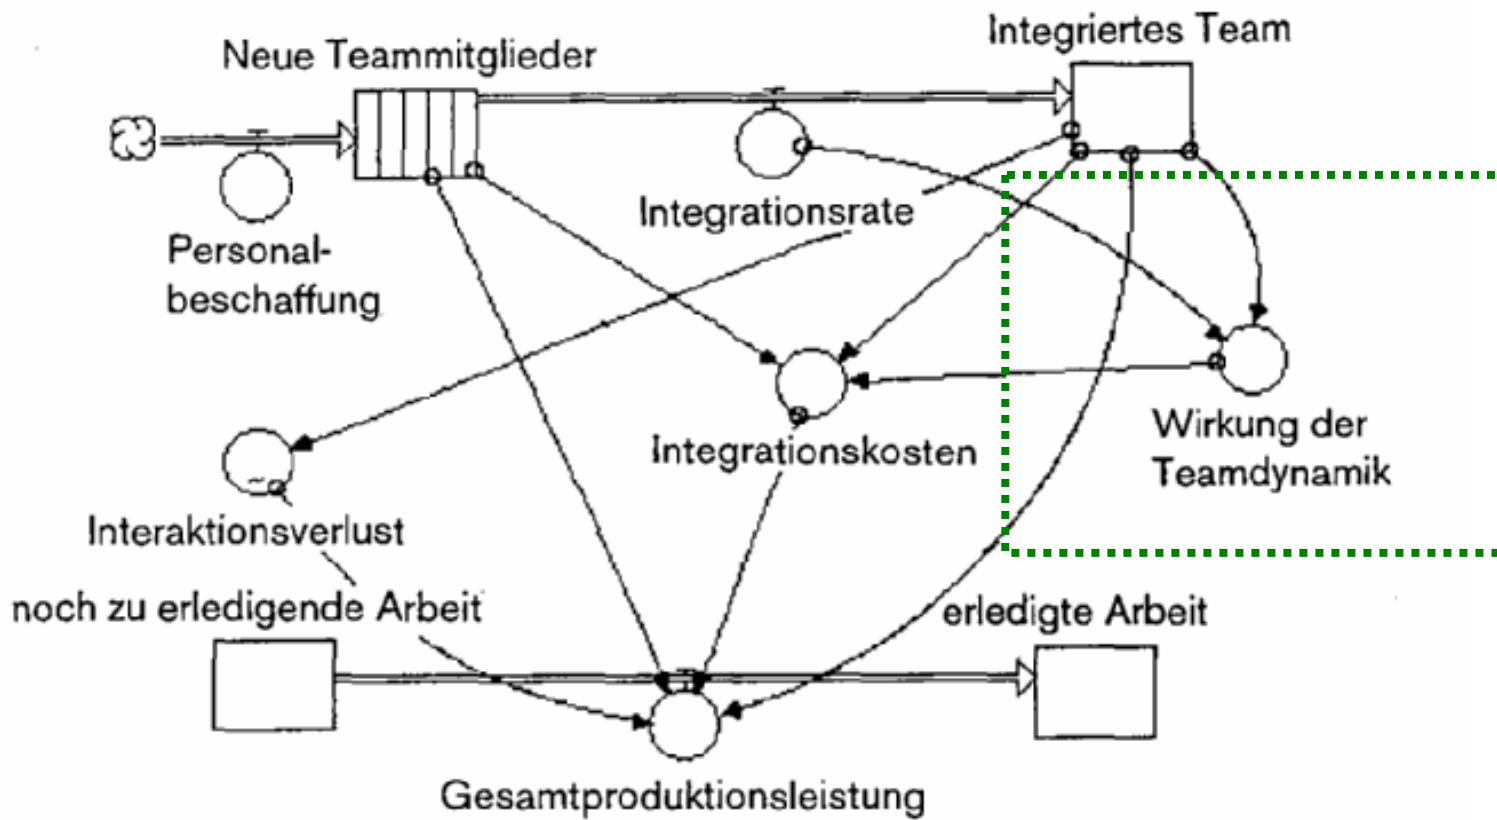 Integriertes Team
Neue Teammitglieder
Integrationsrate
Personal-
beschaffung
Wirkung der
Teamdynamik
Integrationskosten
Interaktionsverlust
noch zu erledigende Arbeit
erledigte Arbeit
Gesamtproduktionsleistung